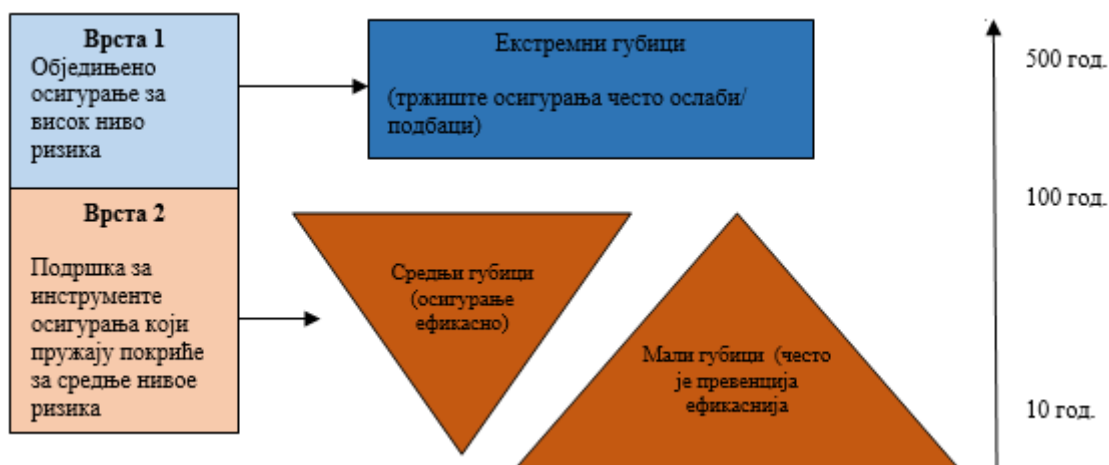 Врста 1
Обједињено
осигурање за
висок ниво
ризика
Врста 2
Подршка за
инструменте
осигурања који
пружају покриће
за средње нивое
ризика
Екстремни губици
(тржиште осигурања често ослаби/
подбаци)
Средњи губици
(осигурање
ефикасно)
Мали губици (често
је превенција
ефикаснија
500 год.
100 год.
10 год.